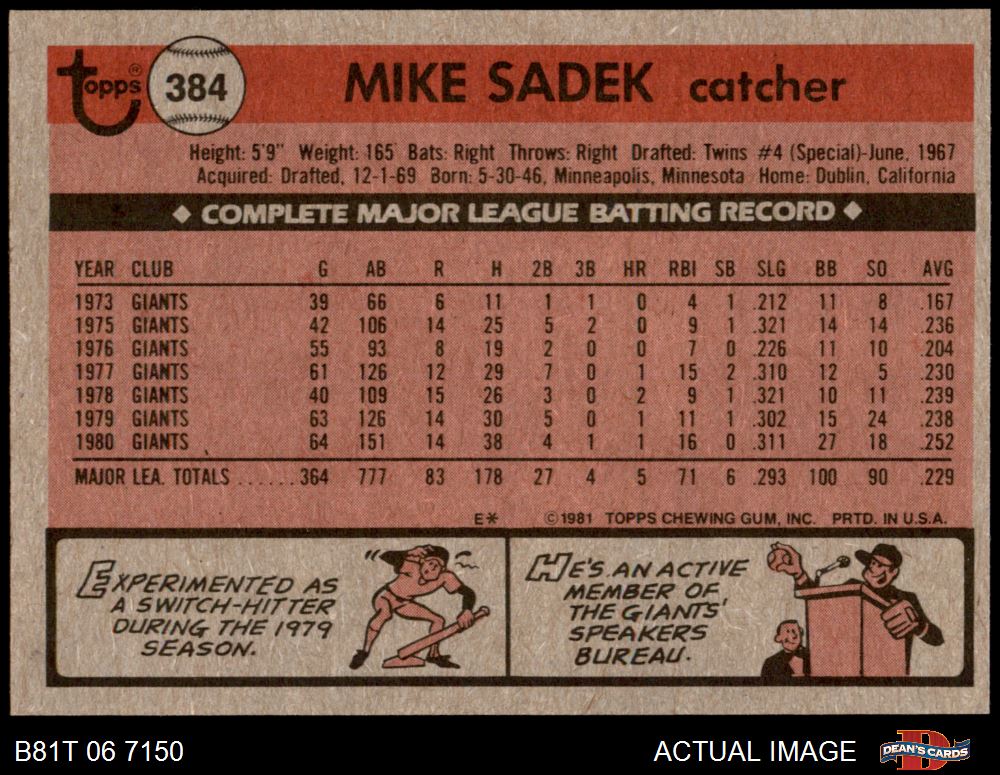 topps® 384 MIKE SADEK catcher
Height: 5'9" Weight: 165 Bats: Right Throws: Right Drafted: Twins #4 (Special)-June, 1967
Acquired: Drafted, 12-1-69 Born: 5-30-46, Minneapolis, Minnesota Home: Dublin, California
◆ COMPLETE MAJOR LEAGUE BATTING RECORD ◆
YEAR CLUB G AB R H 2B 3B HR RBI SB SLG BB SO AVG
1973 GIANTS 39 66 6 11 1 1 0 4 1 .212 11 8 .167
1975 GIANTS 42 106 14 25 5 2 0 9 1 .321 14 14 .236
1976 GIANTS 55 93 8 19 2 0 0 7 0 .226 11 10 .204
1977 GIANTS 61 126 12 29 7 0 1 15 2 .310 12 5 .230
1978 GIANTS 40 109 15 26 3 0 2 9 1 .321 10 11 .239
1979 GIANTS 63 126 14 30 5 0 1 11 1 .302 15 24 .238
1980 GIANTS 64 151 14 38 4 1 1 16 0 .311 27 18 .252
MAJOR LEA. TOTALS ...... 364 777 83 178 27 4 5 71 6 .293 100 90 .229
E* ©1981 TOPPS CHEWING GUM, INC. PRTD. IN U.S.A.
EXPERIMENTED AS
A SWITCH-HITTER
DURING THE 1979
SEASON.
HE'S AN ACTIVE
MEMBER OF
THE GIANTS'
SPEAKERS
BUREAU.
B81T 06 7150 ACTUAL IMAGE DEAN'S CARDS